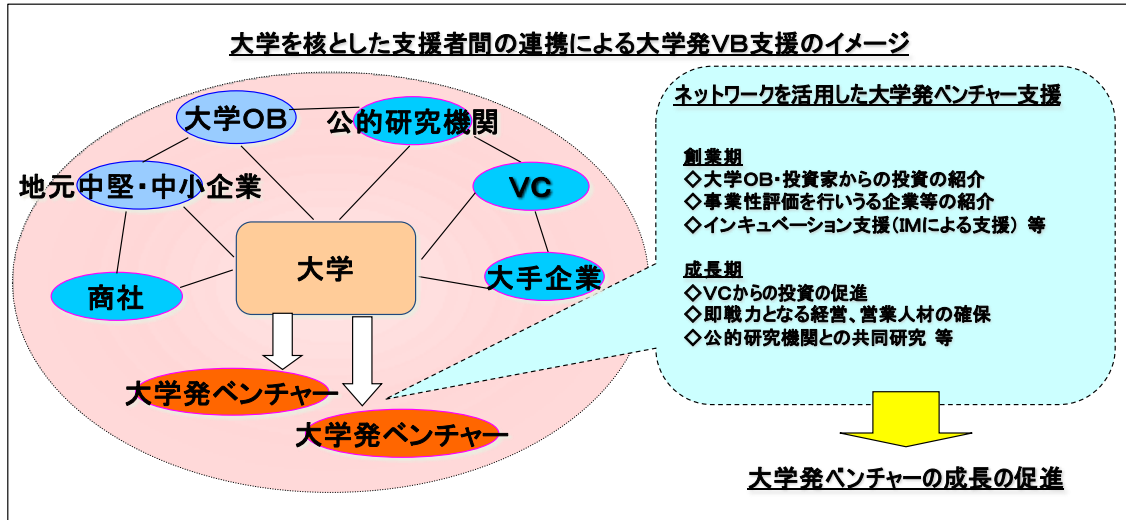 大学を核とした支援者間の連携による大学発ＶＢ支援のイメージ
大学ＯＢ
公的研究機関
地元中堅・中小企業
ＶＣ
大学
商社
大手企業
大学発ベンチャー
大学発ベンチャー
ネットワークを活用した大学発ベンチャー支援
創業期
◇大学ＯＢ・投資家からの投資の紹介
◇事業性評価を行いうる企業等の紹介
◇インキュベーション支援（ＩＭによる支援） 等
成長期
◇ＶＣからの投資の促進
◇即戦力となる経営、営業人材の確保
◇公的研究機関との共同研究 等
大学発ベンチャーの成長の促進